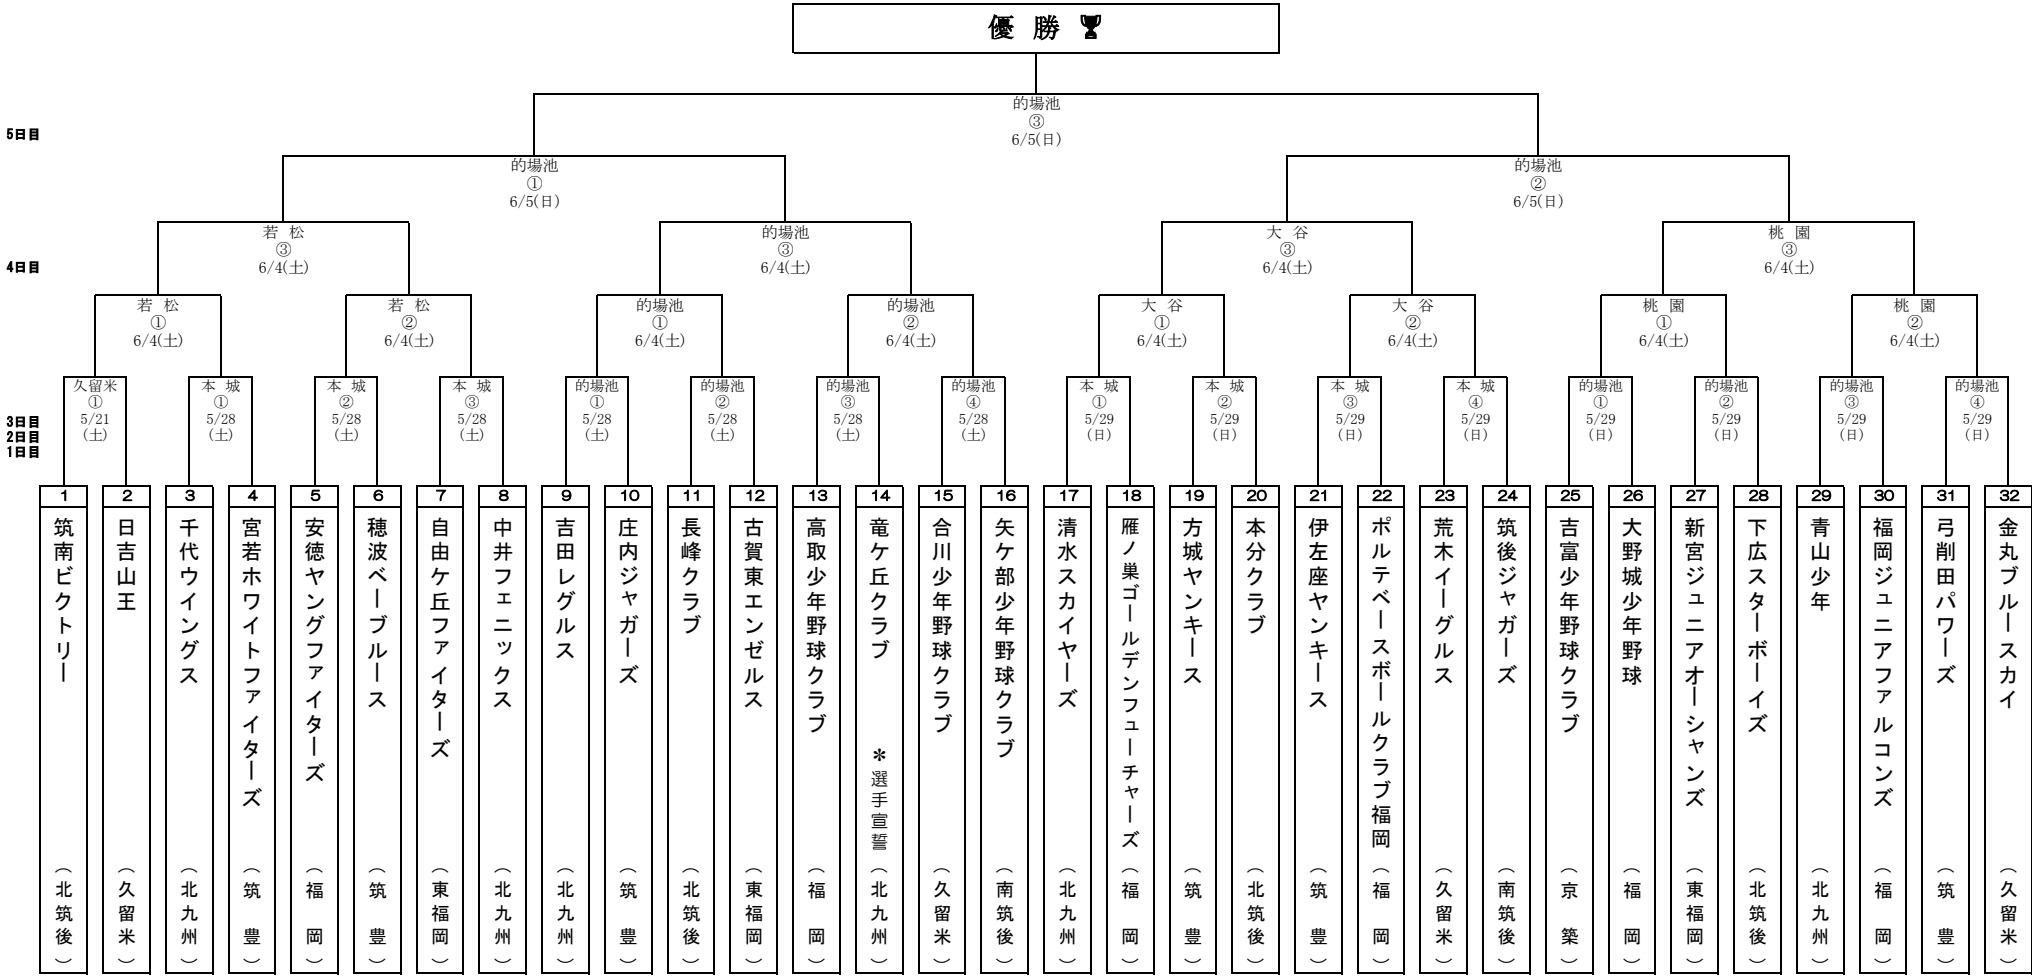 優 勝 🏆
的場池
③
6/5(日)
5日目
的場池
①
6/5(日)
的場池
②
6/5(日)
若 松
③
6/4(土)
的場池
③
6/4(土)
大 谷
③
6/4(土)
桃 園
③
6/4(土)
4日目
若 松
①
6/4(土)
若 松
②
6/4(土)
的場池
①
6/4(土)
的場池
②
6/4(土)
大 谷
①
6/4(土)
大 谷
②
6/4(土)
桃 園
①
6/4(土)
桃 園
②
6/4(土)
3日目
2日目
1日目
久留米
①
5/21
(土)
本 城
①
5/28
(土)
本 城
②
5/28
(土)
本 城
③
5/28
(土)
的場池
①
5/28
(土)
的場池
②
5/28
(土)
的場池
③
5/28
(土)
的場池
④
5/28
(土)
本 城
①
5/29
(日)
本 城
②
5/29
(日)
本 城
③
5/29
(日)
本 城
④
5/29
(日)
的場池
①
5/29
(日)
的場池
②
5/29
(日)
的場池
③
5/29
(日)
的場池
④
5/29
(日)
1
筑南ビクトリー
(北筑後)
2
日吉山王
(久留米)
3
千代ウイングス
(北九州)
4
宮若ホワイトファイターズ
(筑 豊)
5
安徳ヤングファイターズ
(福 岡)
6
穂波ベーブルース
(筑 豊)
7
自由ケ丘ファイターズ
(東福岡)
8
中井フェニックス
(北九州)
9
吉田レグルス
(北九州)
10
庄内ジャガーズ
(筑 豊)
11
長峰クラブ
(北筑後)
12
古賀東エンゼルス
(東福岡)
13
高取少年野球クラブ
(福 岡)
14
竜ケ丘クラブ
*選手宣誓
(北九州)
15
合川少年野球クラブ
(久留米)
16
矢ケ部少年野球クラブ
(南筑後)
17
清水スカイヤーズ
(北九州)
18
雁ノ巣ゴールデンフューチャーズ
(福 岡)
19
方城ヤンキース
(筑 豊)
20
本分クラブ
(北筑後)
21
伊左座ヤンキース
(筑 豊)
22
ポルテベースボールクラブ福岡
(福 岡)
23
荒木イーグルス
(久留米)
24
筑後ジャガーズ
(南筑後)
25
吉富少年野球クラブ
(京 築)
26
大野城少年野球
(福 岡)
27
新宮ジュニアオーシャンズ
(東福岡)
28
下広スターボーイズ
(北筑後)
29
青山少年
(北九州)
30
福岡ジュニアファルコンズ
(福 岡)
31
弓削田パワーズ
(筑 豊)
32
金丸ブルースカイ
(久留米)